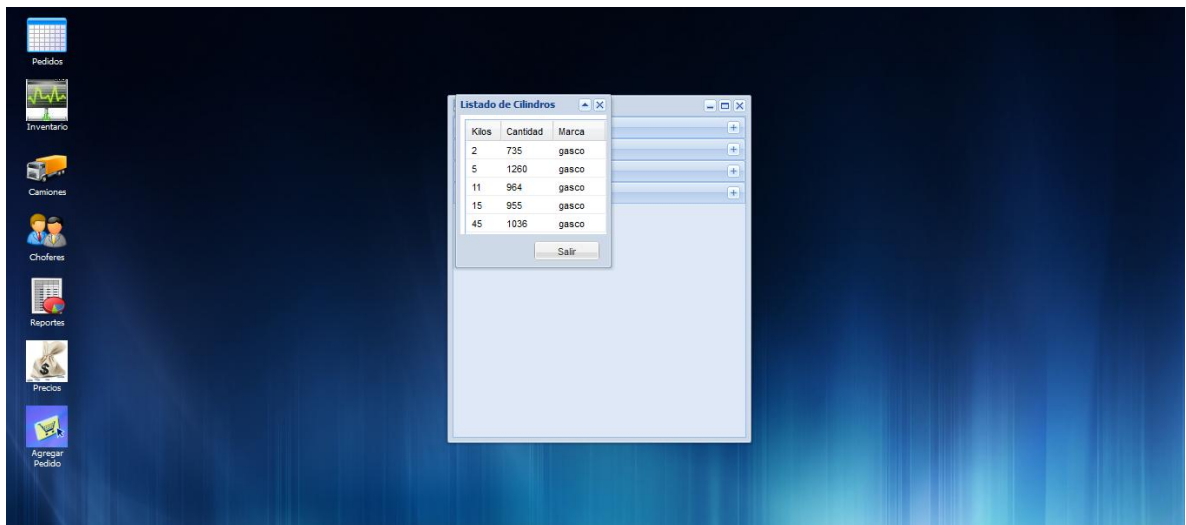 Pedidos
Inventario
Camiones
Choferes
Reportes
Precios
Agregar
Pedido
Listado de Cilindros
Kilos Cantidad Marca
2 735 gasco
5 1260 gasco
11 964 gasco
15 955 gasco
45 1036 gasco
Salir